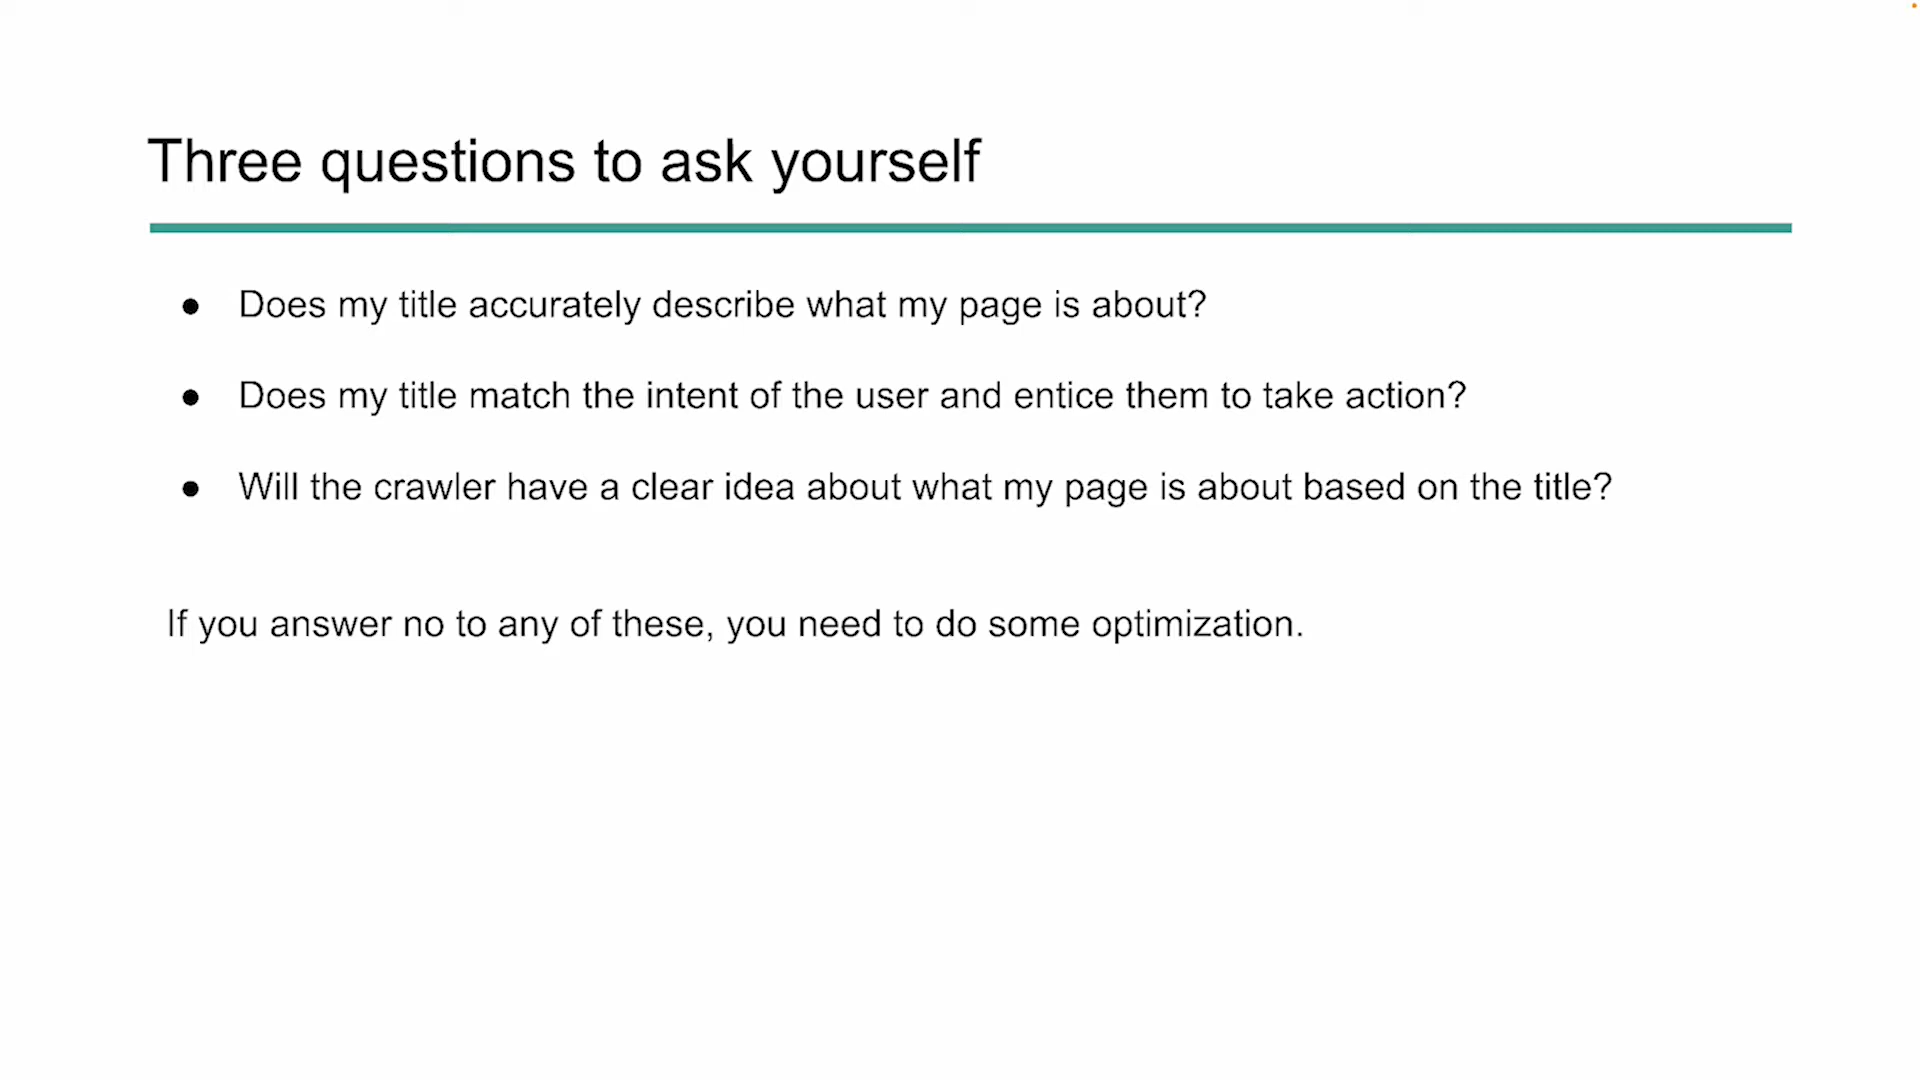 Three questions to ask yourself
● Does my title accurately describe what my page is about?
● Does my title match the intent of the user and entice them to take action?
● Will the crawler have a clear idea about what my page is about based on the title?
If you answer no to any of these, you need to do some optimization.